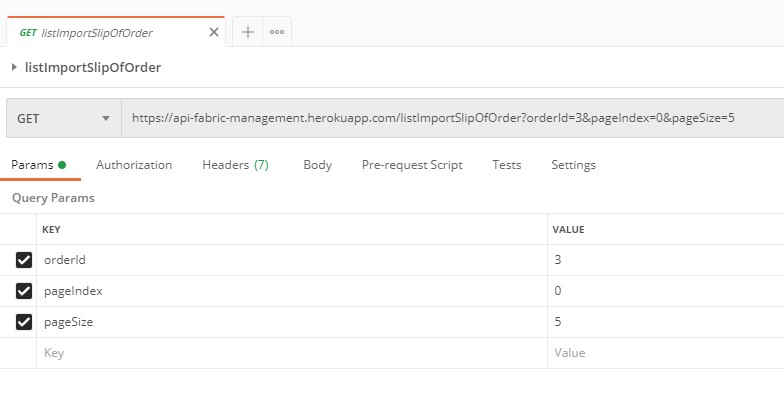 GET listImportSlipOfOrder
listImportSlipOfOrder
GET https://api-fabric-management.herokuapp.com/listImportSlipOfOrder?orderId=3&pageIndex=0&pageSize=5
Params Authorization Headers (7) Body Pre-request Script Tests Settings
Query Params
KEY VALUE
orderId 3
pageIndex 0
pageSize 5
Key Value